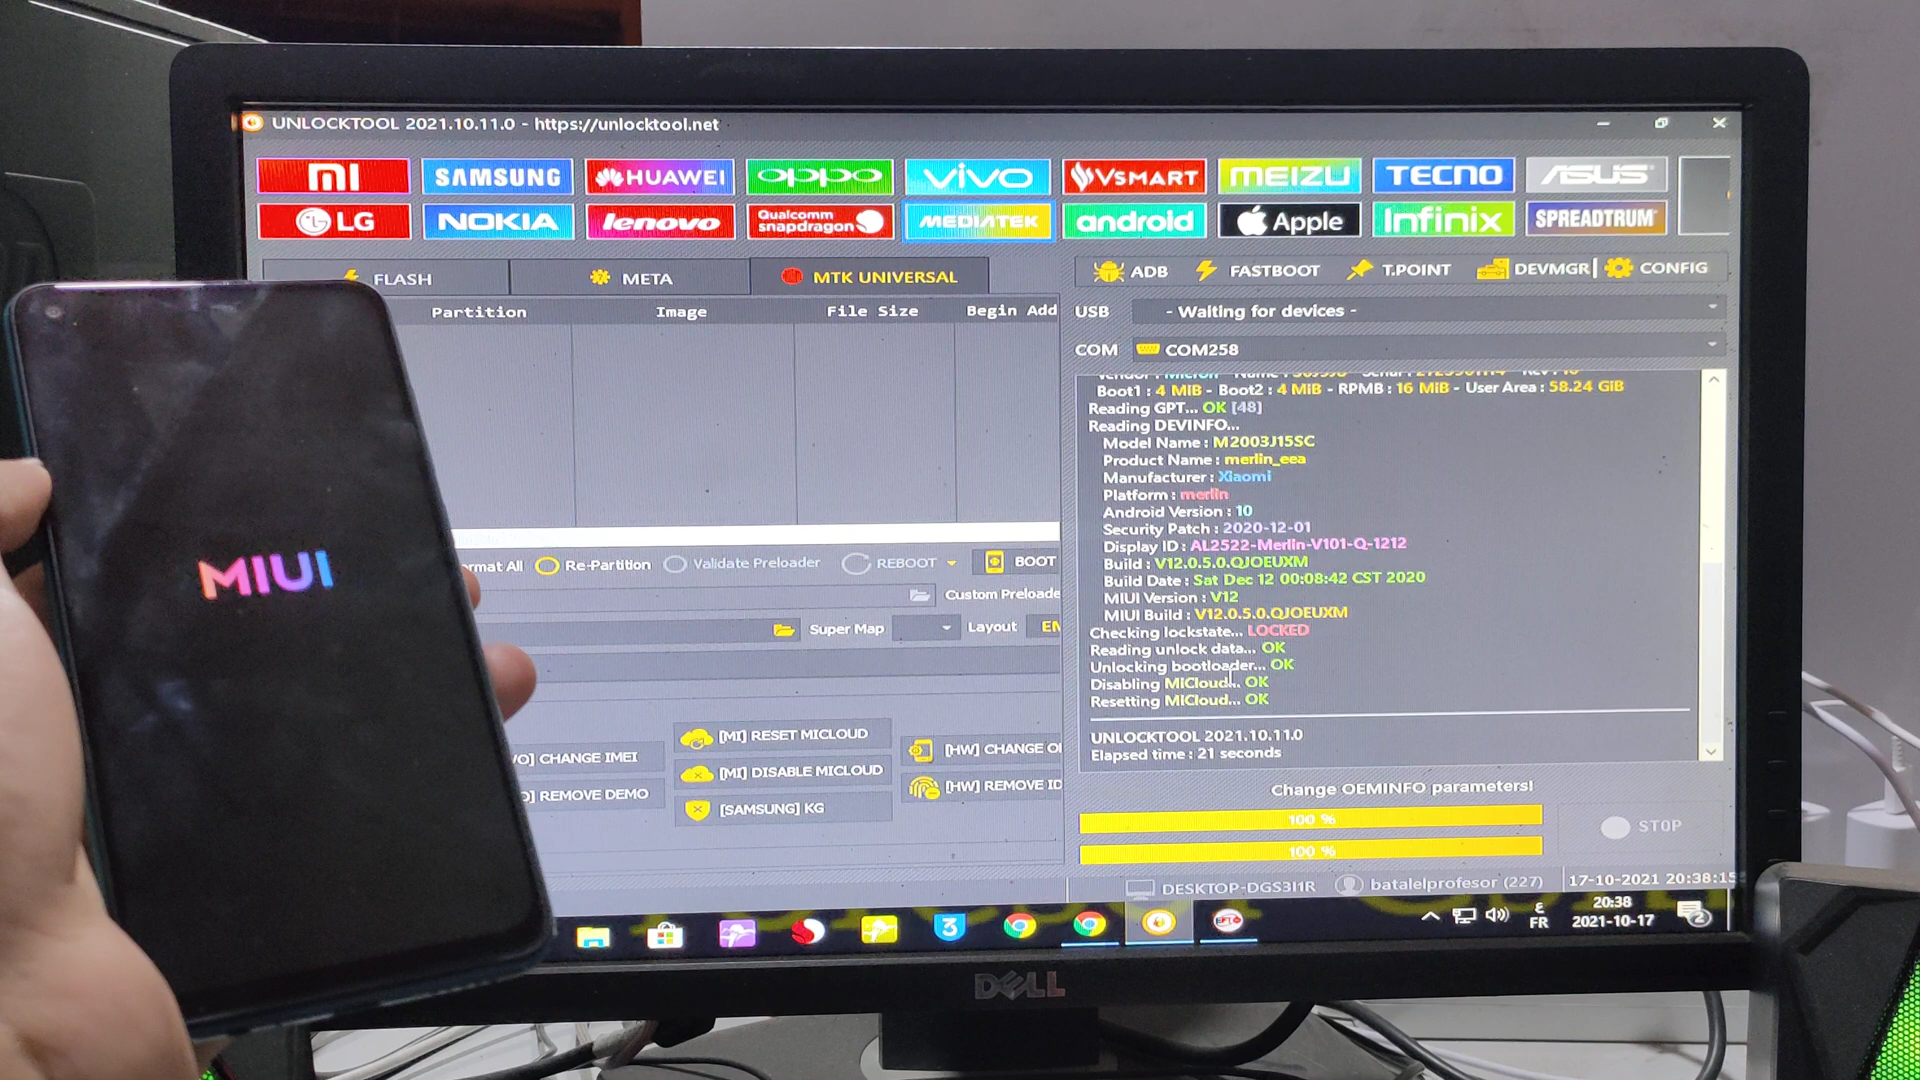 UNLOCKTOOL 2021.10.11.0 - https://unlocktool.net
mi SAMSUNG HUAWEI oppo vivo VSMART MEIZU TECNO ASUS
LG NOKIA lenovo Qualcomm snapdragon MEDIATEK android Apple Infinix SPREADTRUM
FLASH META MTK UNIVERSAL
ADB FASTBOOT T.POINT DEVMGR CONFIG
Partition Image File Size Begin Add
USB - Waiting for devices -
COM COM258
Boot1 : 4 MiB - Boot2 : 4 MiB - RPMB : 16 MiB - User Area : 58.24 GiB
Reading GPT... OK [48]
Reading DEVINFO...
Model Name : M2003J15SC
Product Name : merlin_eea
Manufacturer : Xiaomi
Platform : merlin
Android Version : 10
Security Patch : 2020-12-01
Display ID : AL2522-Merlin-V101-Q-1212
Build : V12.0.5.0.QJOEUXM
Build Date : Sat Dec 12 00:08:42 CST 2020
MIUI Version : V12
MIUI Build : V12.0.5.0.QJOEUXM
Checking lockstate... LOCKED
Reading unlock data... OK
Unlocking bootloader... OK
Disabling MICloud... OK
Resetting MICloud... OK
UNLOCKTOOL 2021.10.11.0
Elapsed time : 21 seconds
MIUI
ormat All Re-Partition Validate Preloader REBOOT BOOT
Custom Preloade
Super Map Layout EM
VO] CHANGE IMEI
O] REMOVE DEMO
[MI] RESET MICLOUD
[MI] DISABLE MICLOUD
[SAMSUNG] KG
[HW] CHANGE OE
[HW] REMOVE ID
Change OEMINFO parameters!
100 %
100 %
STOP
DESKTOP-DGS3I1R batalelprofesor (227) 17-10-2021 20:38:15
3
ع
FR
20:38
2021-10-17
2
DELL